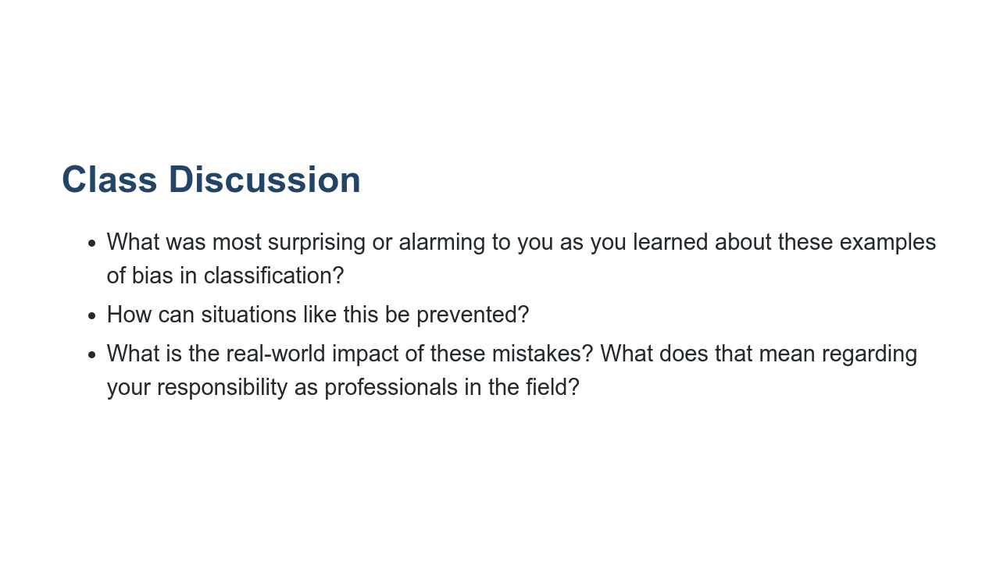 Class Discussion
• What was most surprising or alarming to you as you learned about these examples
of bias in classification?
• How can situations like this be prevented?
• What is the real-world impact of these mistakes? What does that mean regarding
your responsibility as professionals in the field?